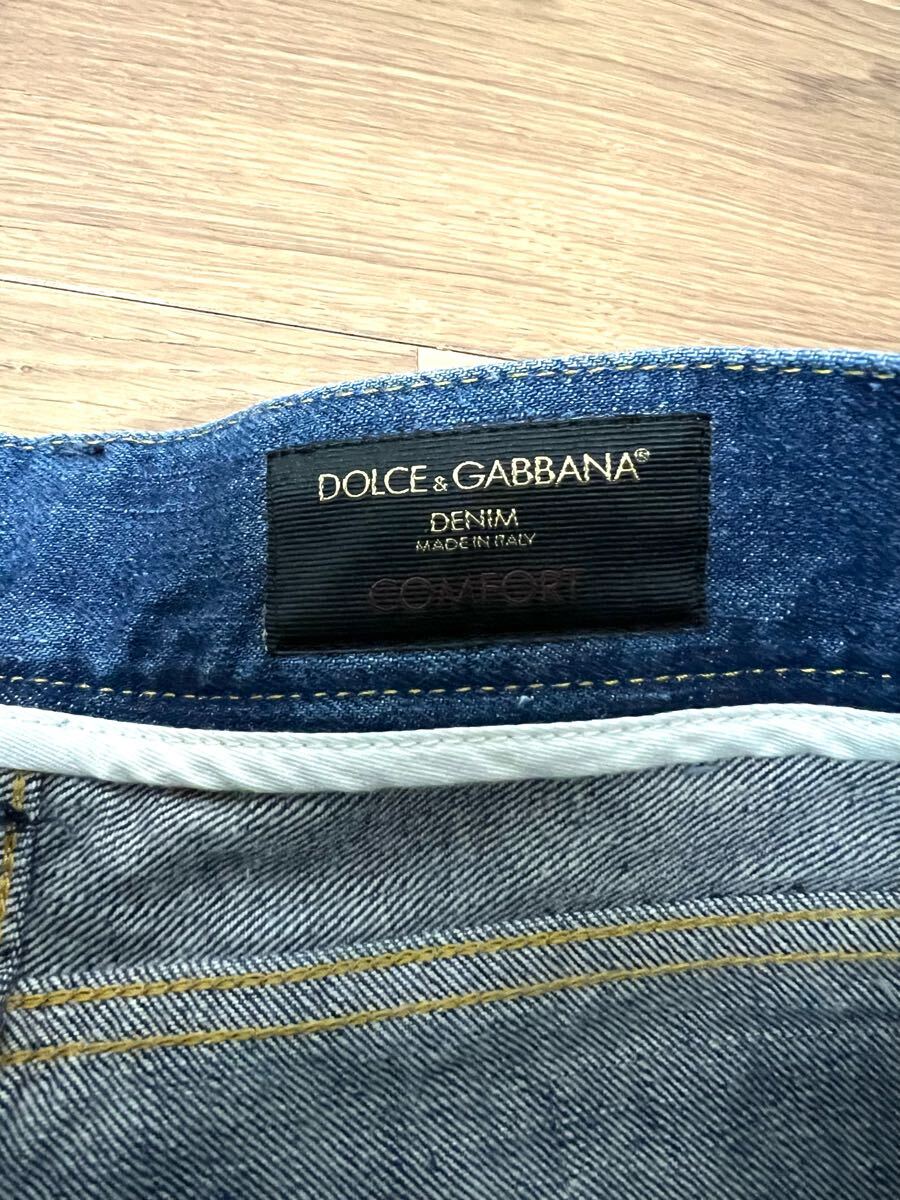 DOLCE & GABBANA®
DENIM
MADE IN ITALY
COMFORT